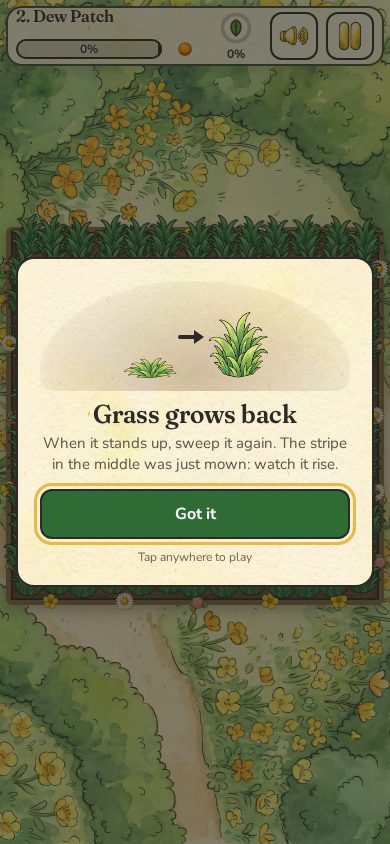 2. Dew Patch
0%
0%
Grass grows back
When it stands up, sweep it again. The stripe
in the middle was just mown: watch it rise.
Got it
Tap anywhere to play